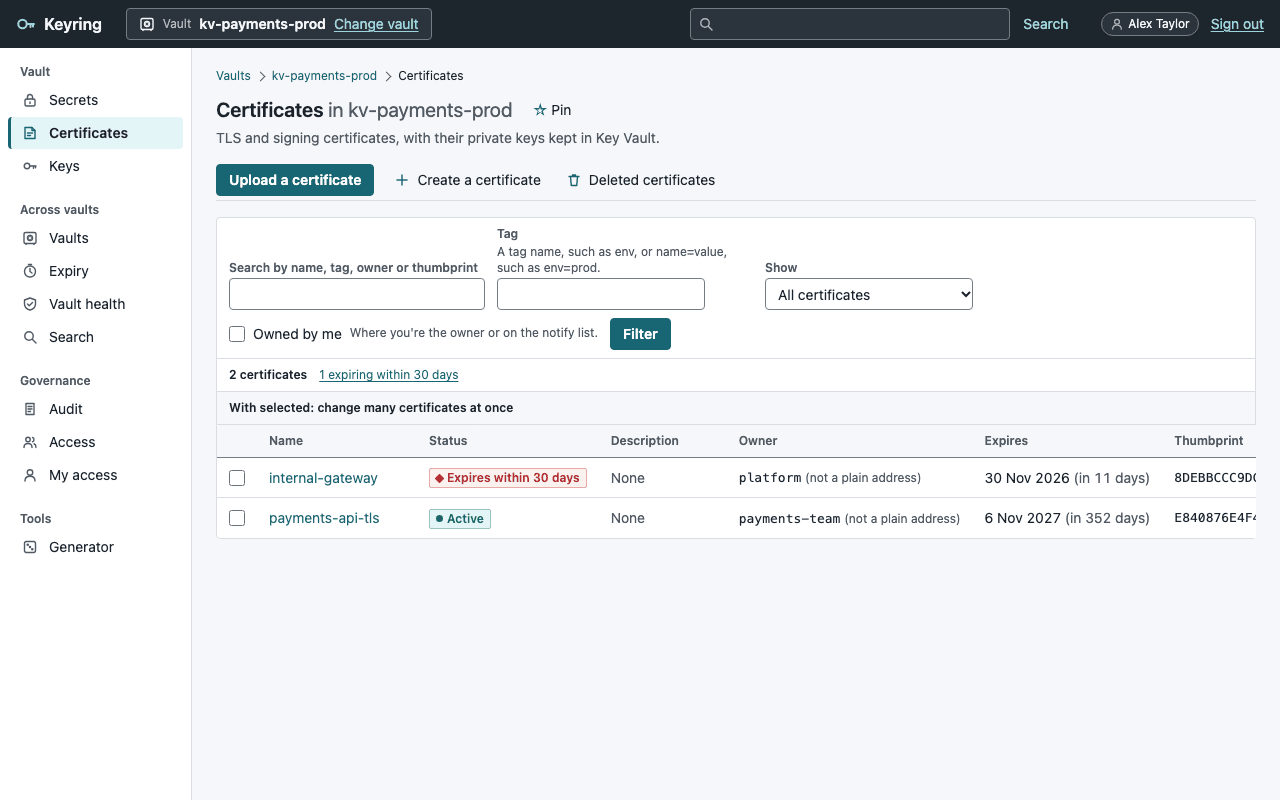 Keyring
Vault kv-payments-prod Change vault
Search
Alex Taylor
Sign out
Vault
Secrets
Certificates
Keys
Across vaults
Vaults
Expiry
Vault health
Search
Governance
Audit
Access
My access
Tools
Generator
Vaults > kv-payments-prod > Certificates
Certificates in kv-payments-prod
Pin
TLS and signing certificates, with their private keys kept in Key Vault.
Upload a certificate
Create a certificate
Deleted certificates
Search by name, tag, owner or thumbprint
Tag
A tag name, such as env, or name=value,
such as env=prod.
Show
All certificates
Owned by me Where you're the owner or on the notify list.
Filter
2 certificates 1 expiring within 30 days
With selected: change many certificates at once
Name Status Description Owner Expires Thumbprint
internal-gateway Expires within 30 days None platform (not a plain address) 30 Nov 2026 (in 11 days) 8DEBBCCC9D
payments-api-tls Active None payments-team (not a plain address) 6 Nov 2027 (in 352 days) E840876E4F4